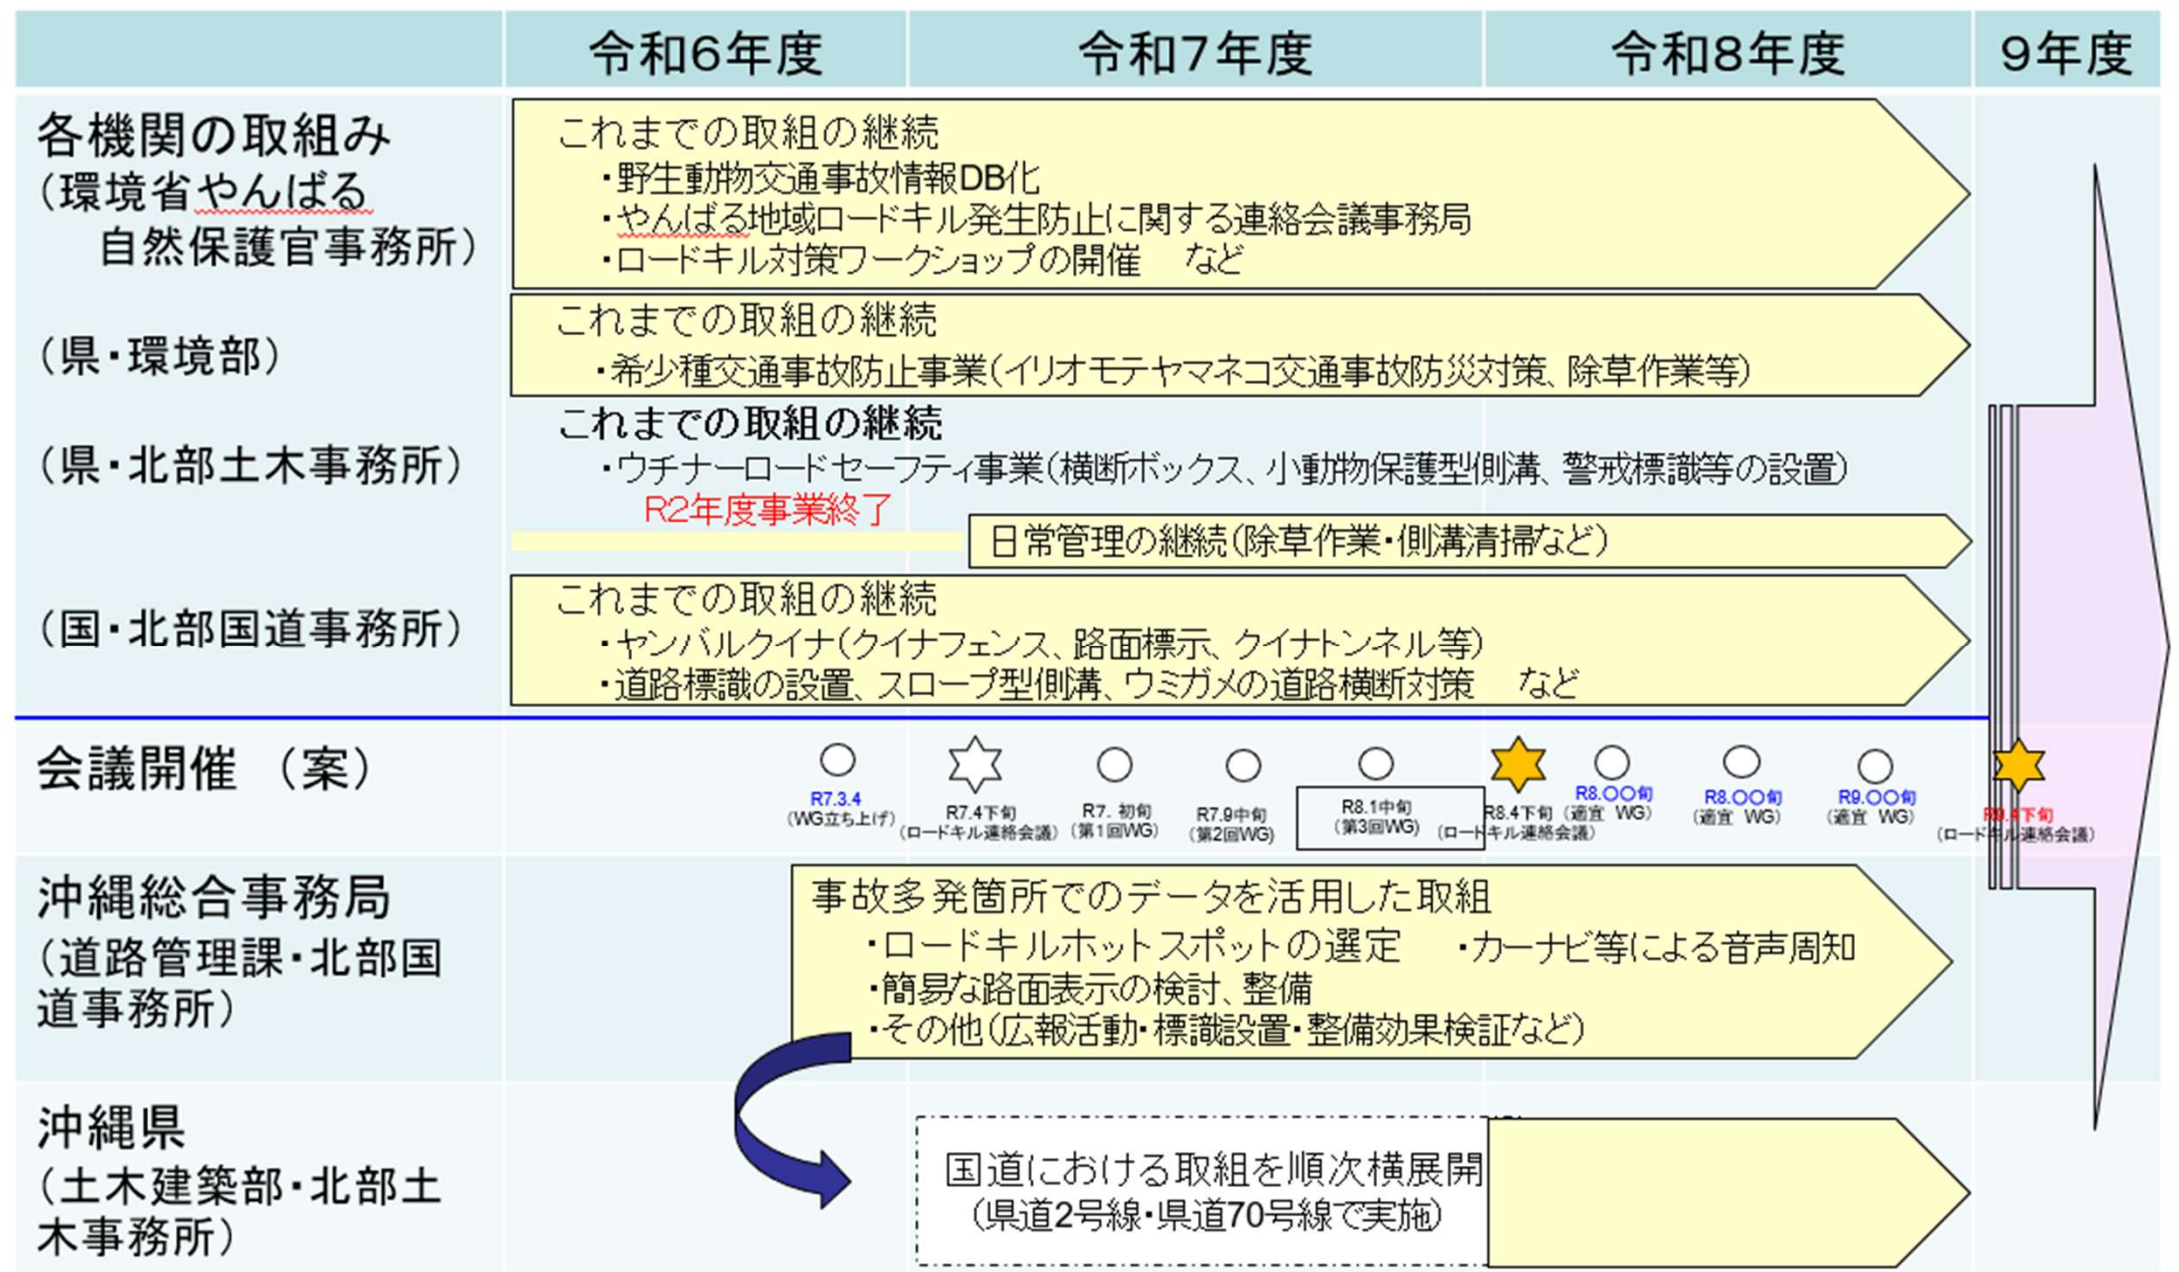 令和6年度
令和7年度
令和8年度
9年度
各機関の取組み
(環境省やんばる
自然保護官事務所)
これまでの取組の継続
・野生動物交通事故情報DB化
・やんばる地域ロードキル発生防止に関する連絡会議事務局
・ロードキル対策ワークショップの開催 など
(県・環境部)
これまでの取組の継続
・希少種交通事故防止事業(イリオモテヤマネコ交通事故防災対策、除草作業等)
(県・北部土木事務所)
これまでの取組の継続
・ウチナーロードセーフティ事業(横断ボックス、小動物保護型側溝、警戒標識等の設置)
R2年度事業終了
日常管理の継続(除草作業・側溝清掃など)
(国・北部国道事務所)
これまでの取組の継続
・ヤンバルクイナ(クイナフェンス、路面標示、クイナトンネル等)
・道路標識の設置、スロープ型側溝、ウミガメの道路横断対策 など
会議開催 (案)
R7.3.4
(WG立ち上げ)
R7.4下旬
(ロードキル連絡会議)
R7. 初旬
(第1回WG)
R7.9中旬
(第2回WG)
R8.1中旬
(第3回WG)
R8.4下旬
(ロードキル連絡会議)
R8.〇〇旬
(適宜 WG)
R8.〇〇旬
(適宜 WG)
R9.〇〇旬
(適宜 WG)
R9.4下旬
(ロードキル連絡会議)
沖縄総合事務局
(道路管理課・北部国
道事務所)
事故多発箇所でのデータを活用した取組
・ロードキルホットスポットの選定 ・カーナビ等による音声周知
・簡易な路面表示の検討、整備
・その他(広報活動・標識設置・整備効果検証など)
沖縄県
(土木建築部・北部土
木事務所)
国道における取組を順次横展開
(県道2号線・県道70号線で実施)